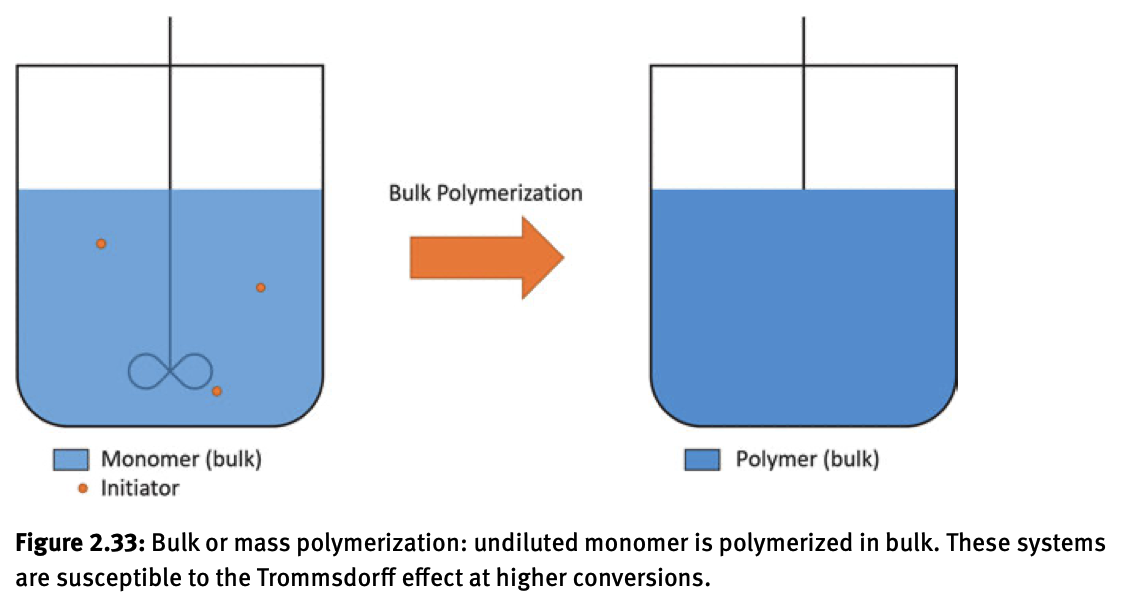 Bulk Polymerization
Monomer (bulk)
Initiator
Polymer (bulk)
Figure 2.33: Bulk or mass polymerization: undiluted monomer is polymerized in bulk. These systems
are susceptible to the Trommsdorff effect at higher conversions.